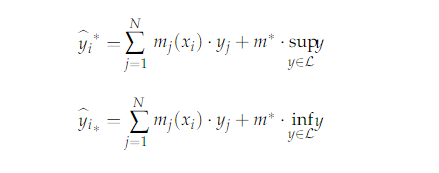 $\widehat{y_i}^* = \sum_{j=1}^{N} m_j(x_i) \cdot y_j + m^* \cdot \sup_{y \in \mathcal{L}} y$
$\widehat{y_i}_* = \sum_{j=1}^{N} m_j(x_i) \cdot y_j + m^* \cdot \inf_{y \in \mathcal{L}} y$